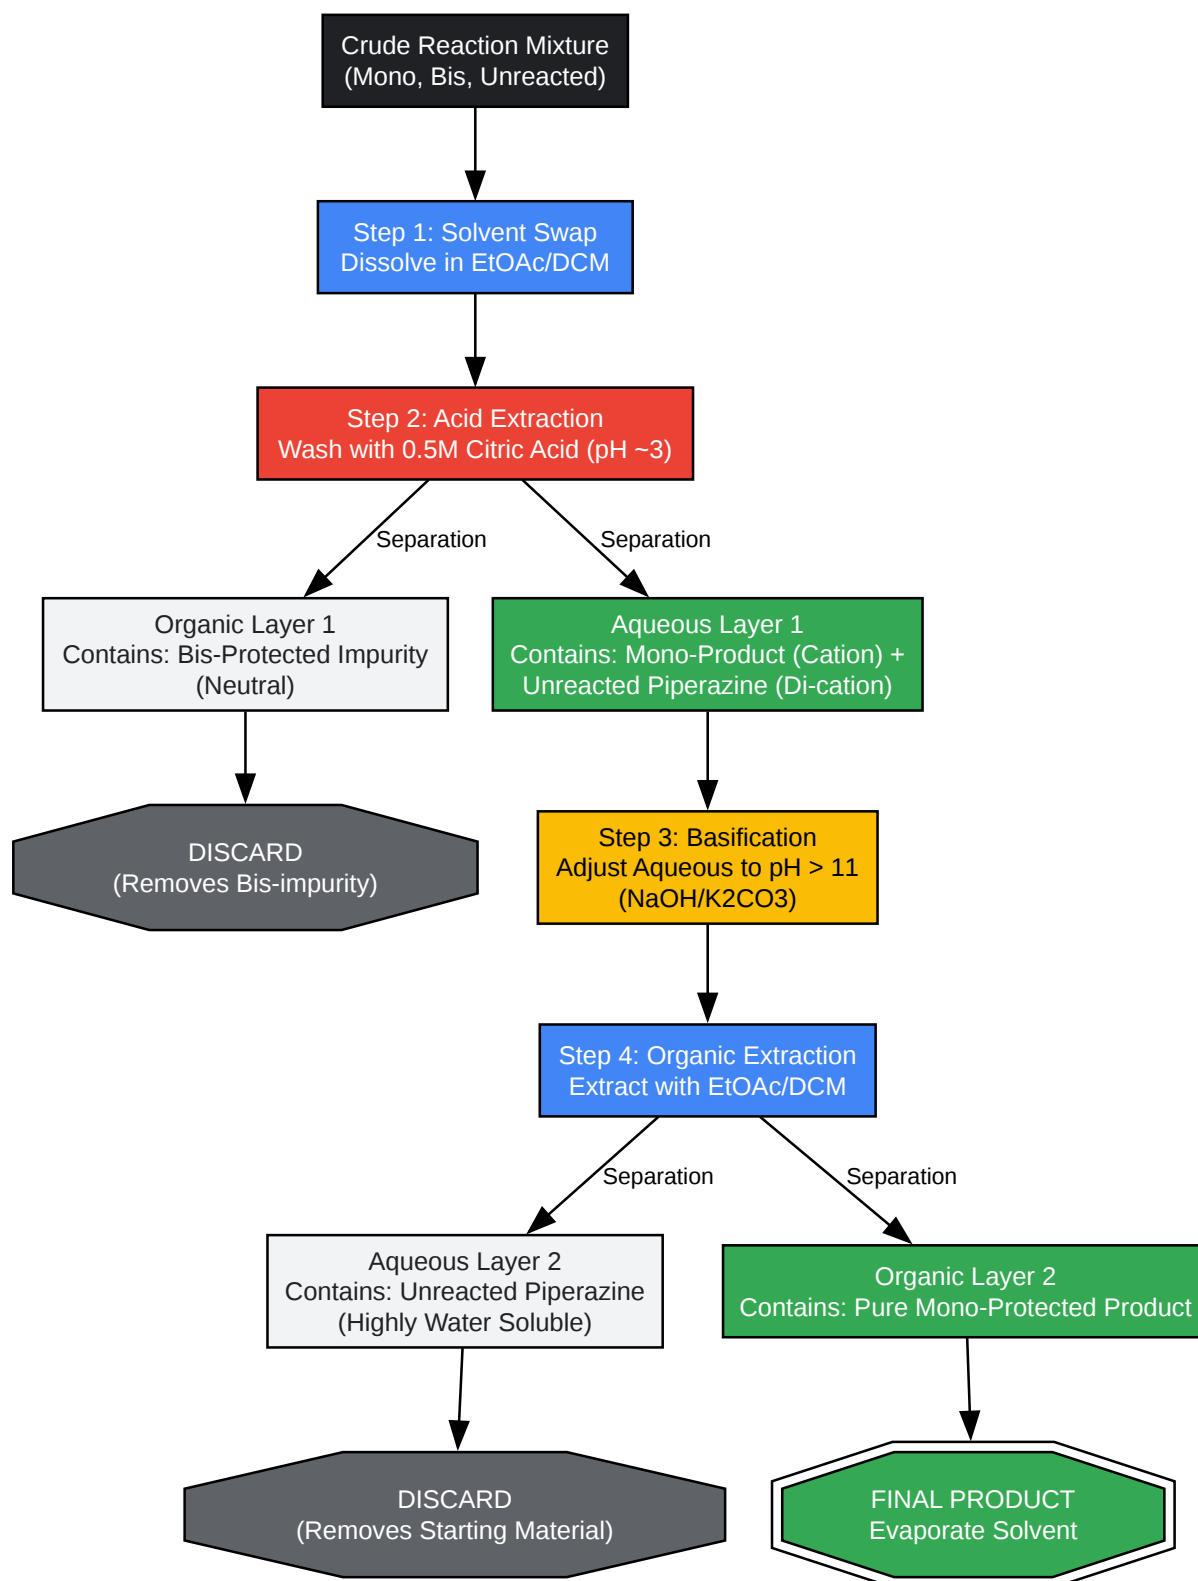 Crude Reaction Mixture
(Mono, Bis, Unreacted)
Step 1: Solvent Swap
Dissolve in EtOAc/DCM
Step 2: Acid Extraction
Wash with 0.5M Citric Acid (pH ~3)
Separation
Separation
Organic Layer 1
Contains: Bis-Protected Impurity
(Neutral)
Aqueous Layer 1
Contains: Mono-Product (Cation) +
Unreacted Piperazine (Di-cation)
DISCARD
(Removes Bis-impurity)
Step 3: Basification
Adjust Aqueous to pH > 11
(NaOH/K2CO3)
Step 4: Organic Extraction
Extract with EtOAc/DCM
Separation
Separation
Aqueous Layer 2
Contains: Unreacted Piperazine
(Highly Water Soluble)
Organic Layer 2
Contains: Pure Mono-Protected Product
DISCARD
(Removes Starting Material)
FINAL PRODUCT
Evaporate Solvent